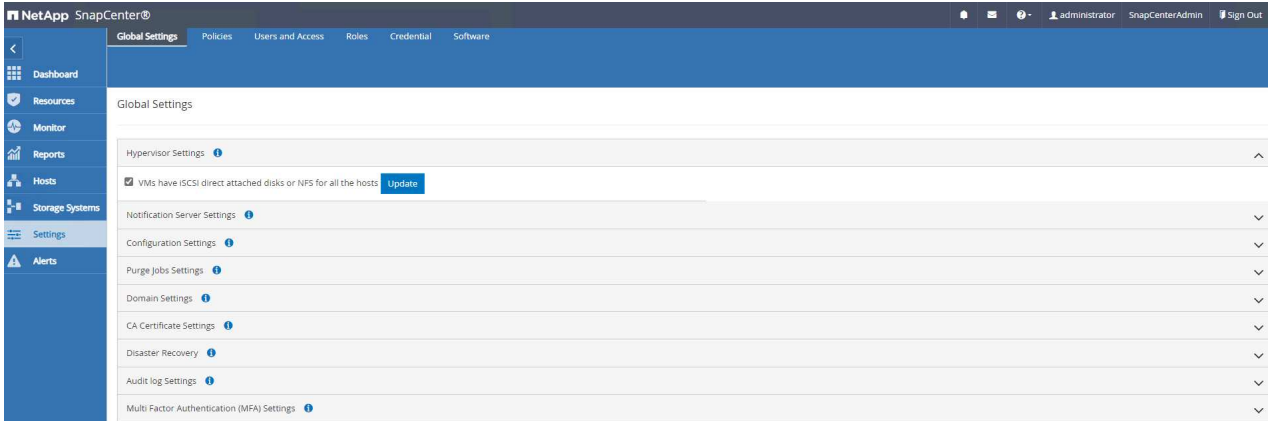 NetApp SnapCenter®
administrator SnapCenterAdmin Sign Out
Global Settings Policies Users and Access Roles Credential Software
Dashboard
Resources
Monitor
Reports
Hosts
Storage Systems
Settings
Alerts
Global Settings
Hypervisor Settings
VMs have iSCSI direct attached disks or NFS for all the hosts Update
Notification Server Settings
Configuration Settings
Purge Jobs Settings
Domain Settings
CA Certificate Settings
Disaster Recovery
Audit log Settings
Multi Factor Authentication (MFA) Settings